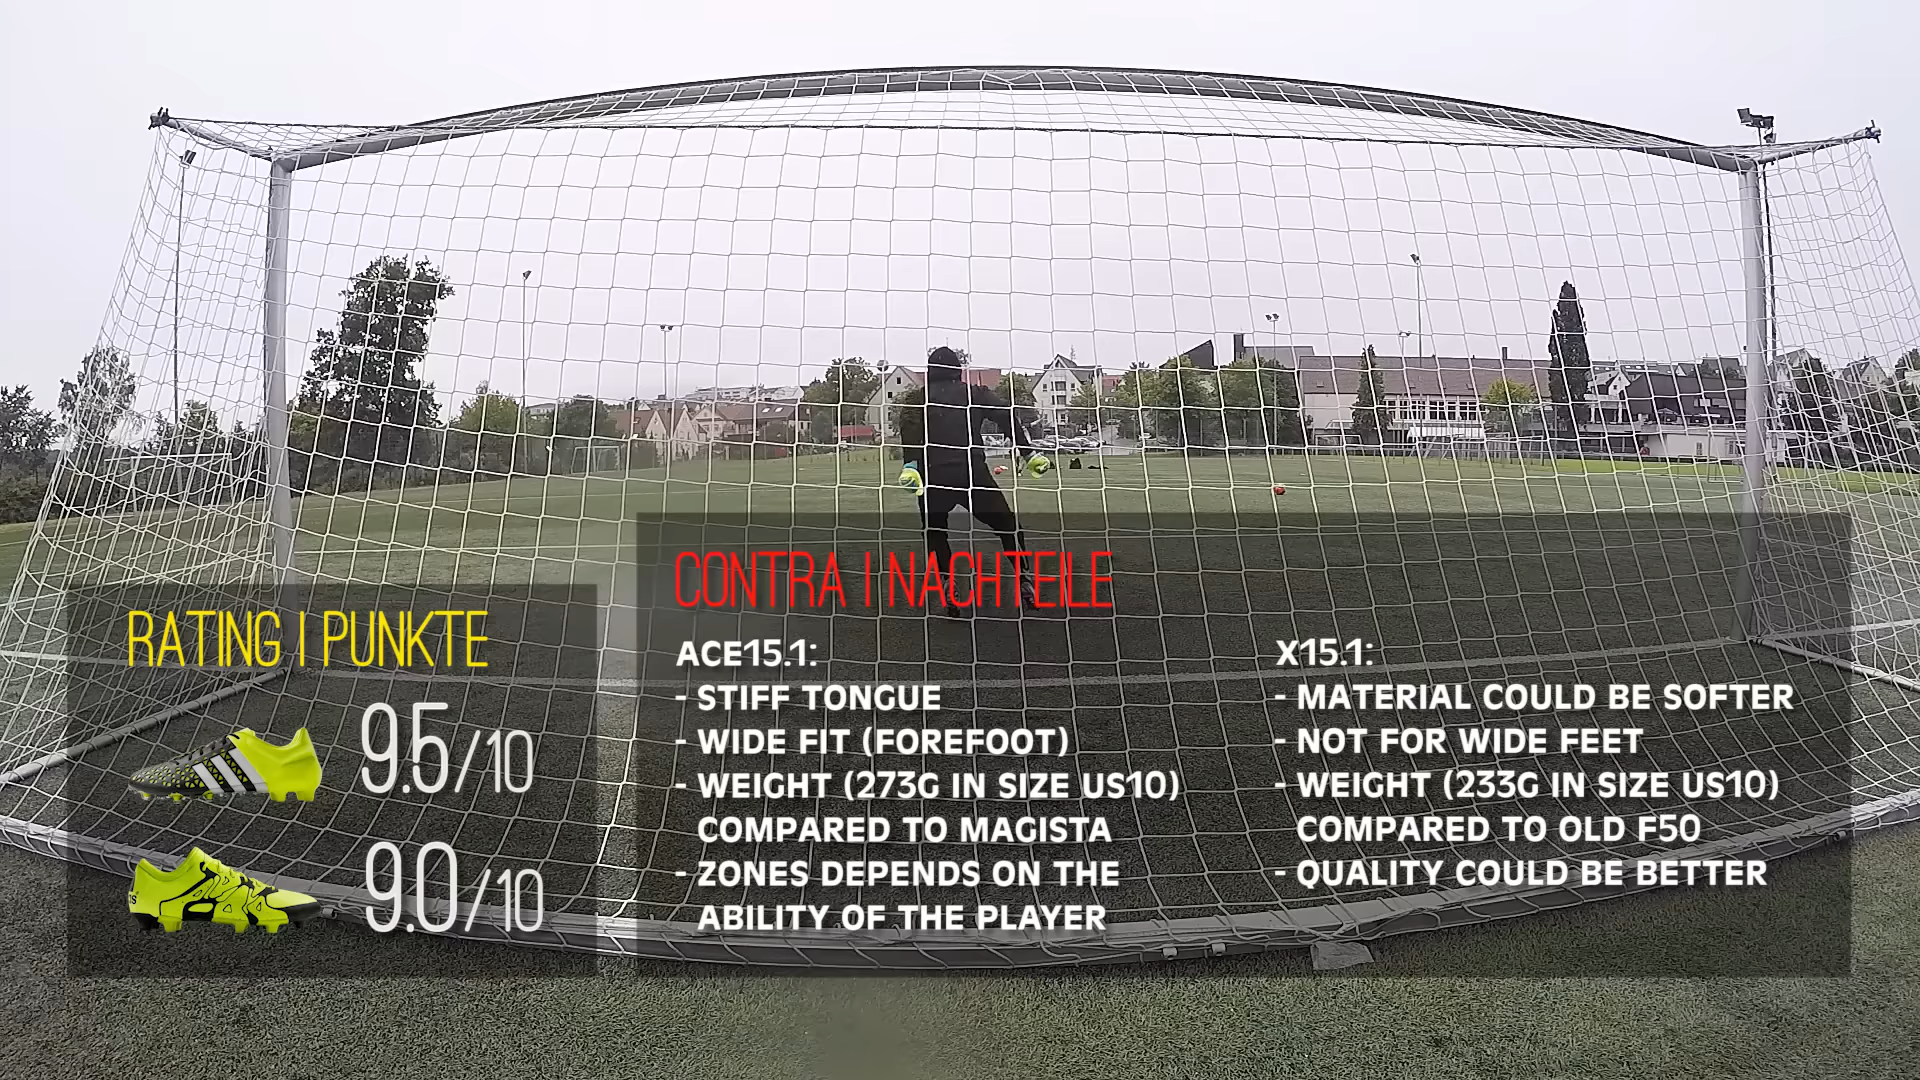 RATING | PUNKTE
9.5/10
9.0/10
CONTRA | NACHTEILE
ACE15.1:
- STIFF TONGUE
- WIDE FIT (FOREFOOT)
- WEIGHT (273G IN SIZE US10)
COMPARED TO MAGISTA
- ZONES DEPENDS ON THE
ABILITY OF THE PLAYER
X15.1:
- MATERIAL COULD BE SOFTER
- NOT FOR WIDE FEET
- WEIGHT (233G IN SIZE US10)
COMPARED TO OLD F50
- QUALITY COULD BE BETTER